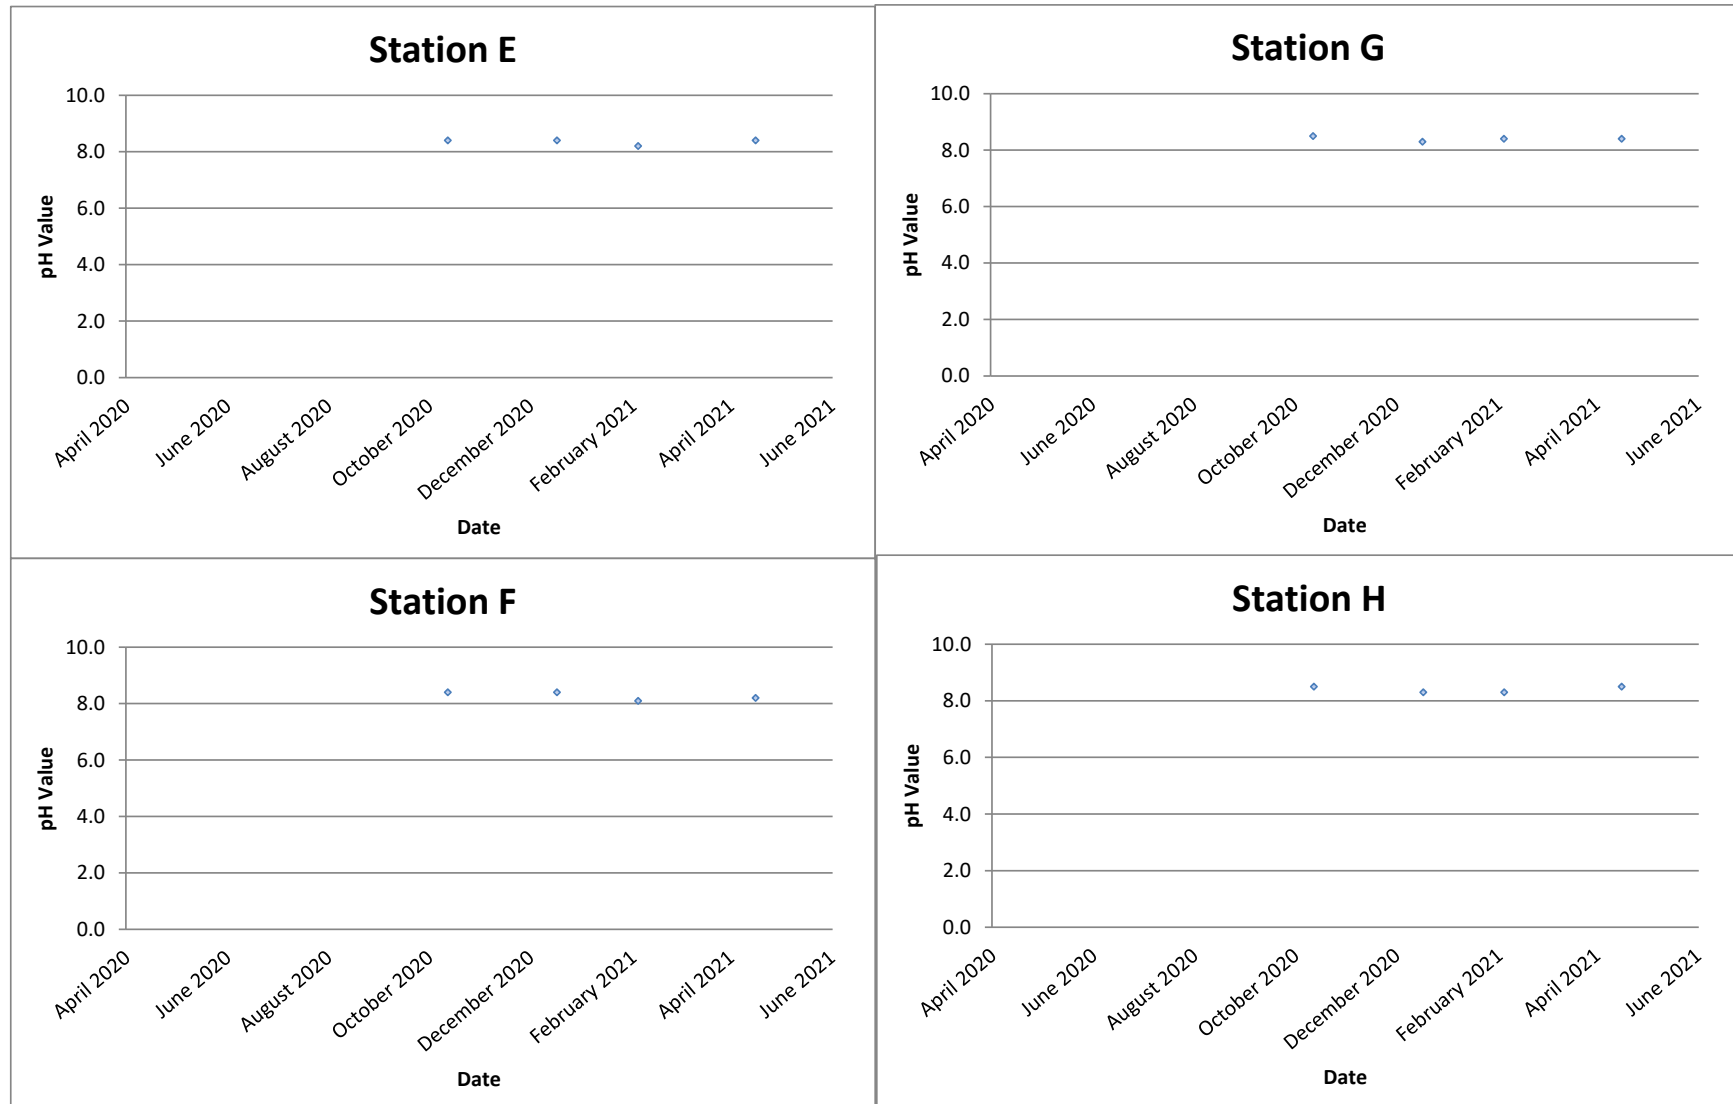 Station E
10.0
8.0
6.0
4.0
2.0
0.0
pH Value
April 2020
June 2020
August 2020
October 2020
December 2020
February 2021
April 2021
June 2021
Date
Station G
10.0
8.0
6.0
4.0
2.0
0.0
pH Value
April 2020
June 2020
August 2020
October 2020
December 2020
February 2021
April 2021
June 2021
Date
Station F
10.0
8.0
6.0
4.0
2.0
0.0
pH Value
April 2020
June 2020
August 2020
October 2020
December 2020
February 2021
April 2021
June 2021
Date
Station H
10.0
8.0
6.0
4.0
2.0
0.0
pH Value
April 2020
June 2020
August 2020
October 2020
December 2020
February 2021
April 2021
June 2021
Date